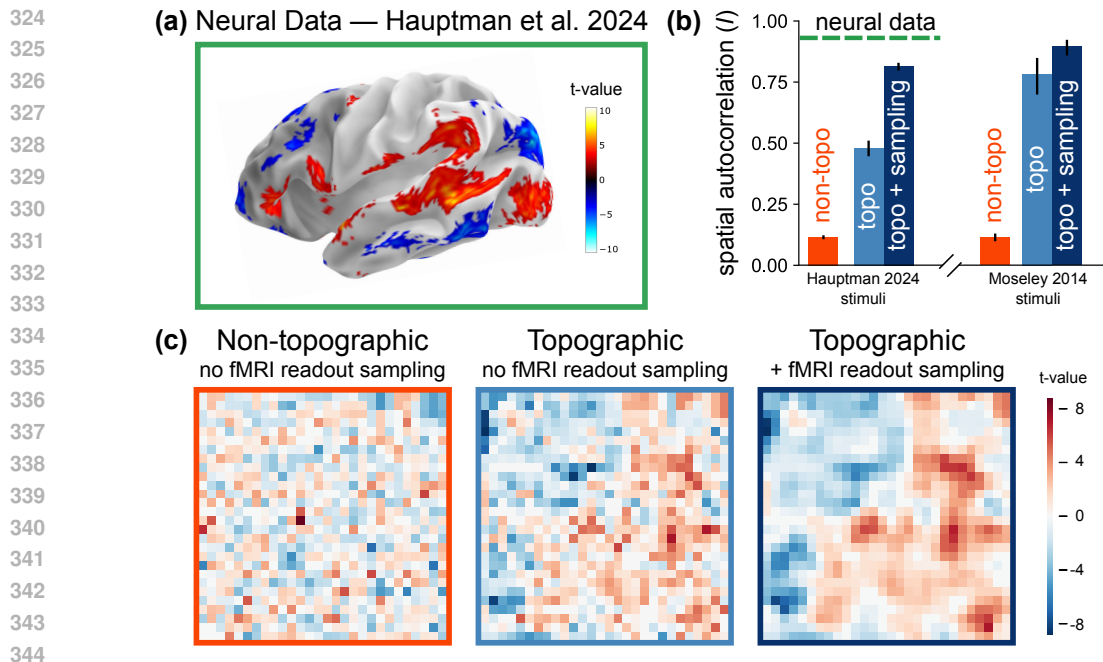 324
325
326
327
328
329
330
331
332
333
334
335
336
337
338
339
340
341
342
343
344
(a) Neural Data — Hauptman et al. 2024
t-value
10
5
0
−5
−10
(b)
neural data
spatial autocorrelation (I)
1.00
0.75
0.50
0.25
0.00
non-topo
topo
topo + sampling
non-topo
topo
topo + sampling
Hauptman 2024
stimuli
Moseley 2014
stimuli
(c)
Non-topographic
no fMRI readout sampling
Topographic
no fMRI readout sampling
Topographic
+ fMRI readout sampling
t-value
8
4
0
-4
-8